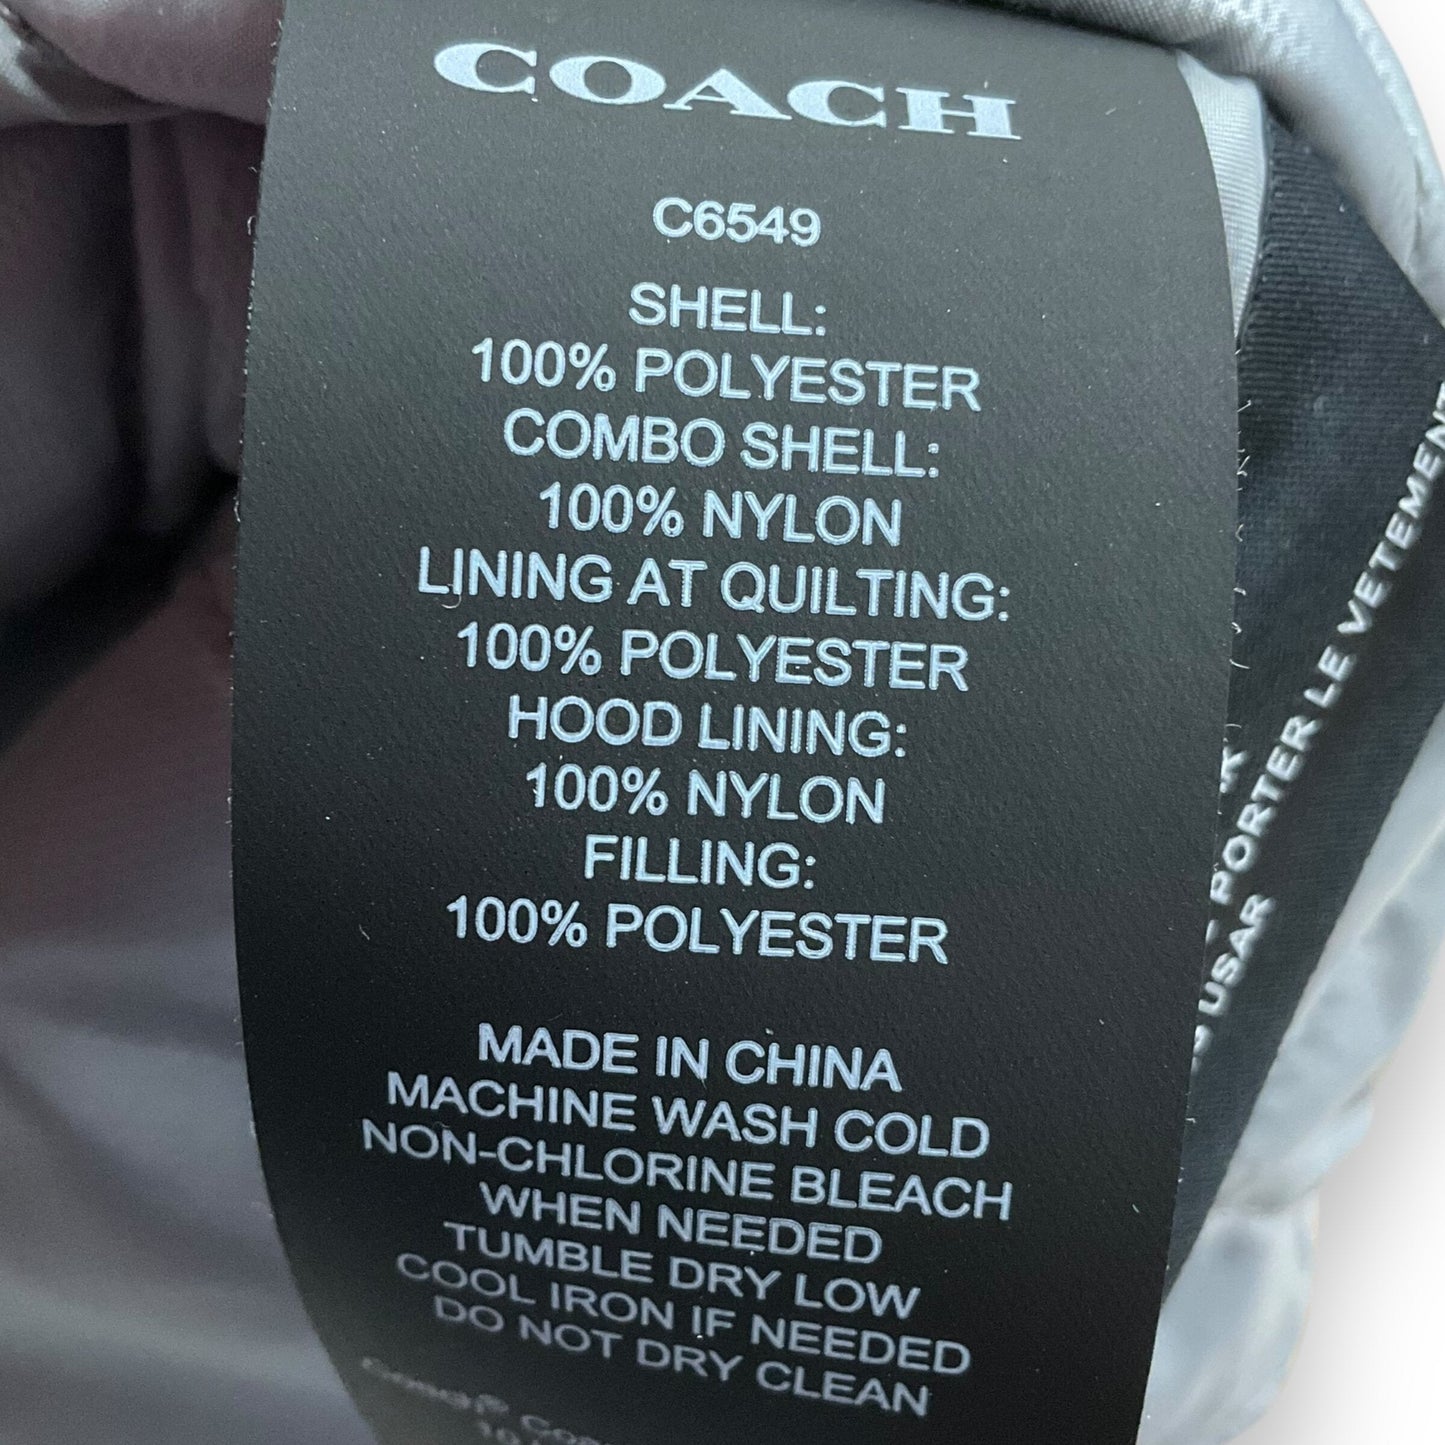 COACH
C6549
SHELL:
100% POLYESTER
COMBO SHELL:
100% NYLON
LINING AT QUILTING:
100% POLYESTER
HOOD LINING:
100% NYLON
FILLING:
100% POLYESTER
MADE IN CHINA
MACHINE WASH COLD
NON-CHLORINE BLEACH
WHEN NEEDED
TUMBLE DRY LOW
COOL IRON IF NEEDED
DO NOT DRY CLEAN
Coach®
PORTER LE VETEMENT
USAR